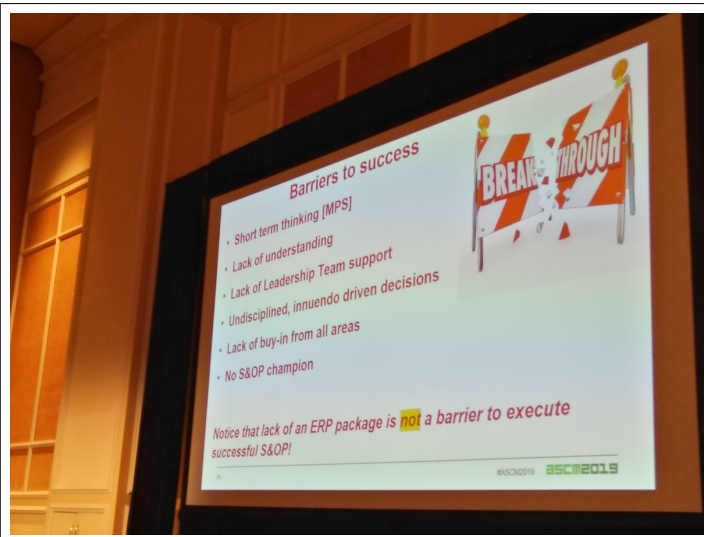 Barriers to success
BREAK THROUGH
• Short term thinking [MPS]
• Lack of understanding
• Lack of Leadership Team support
• Undisciplined, innuendo driven decisions
• Lack of buy-in from all areas
• No S&OP champion
Notice that lack of an ERP package is not a barrier to execute
successful S&OP!
#ASCM2019 ascm2019